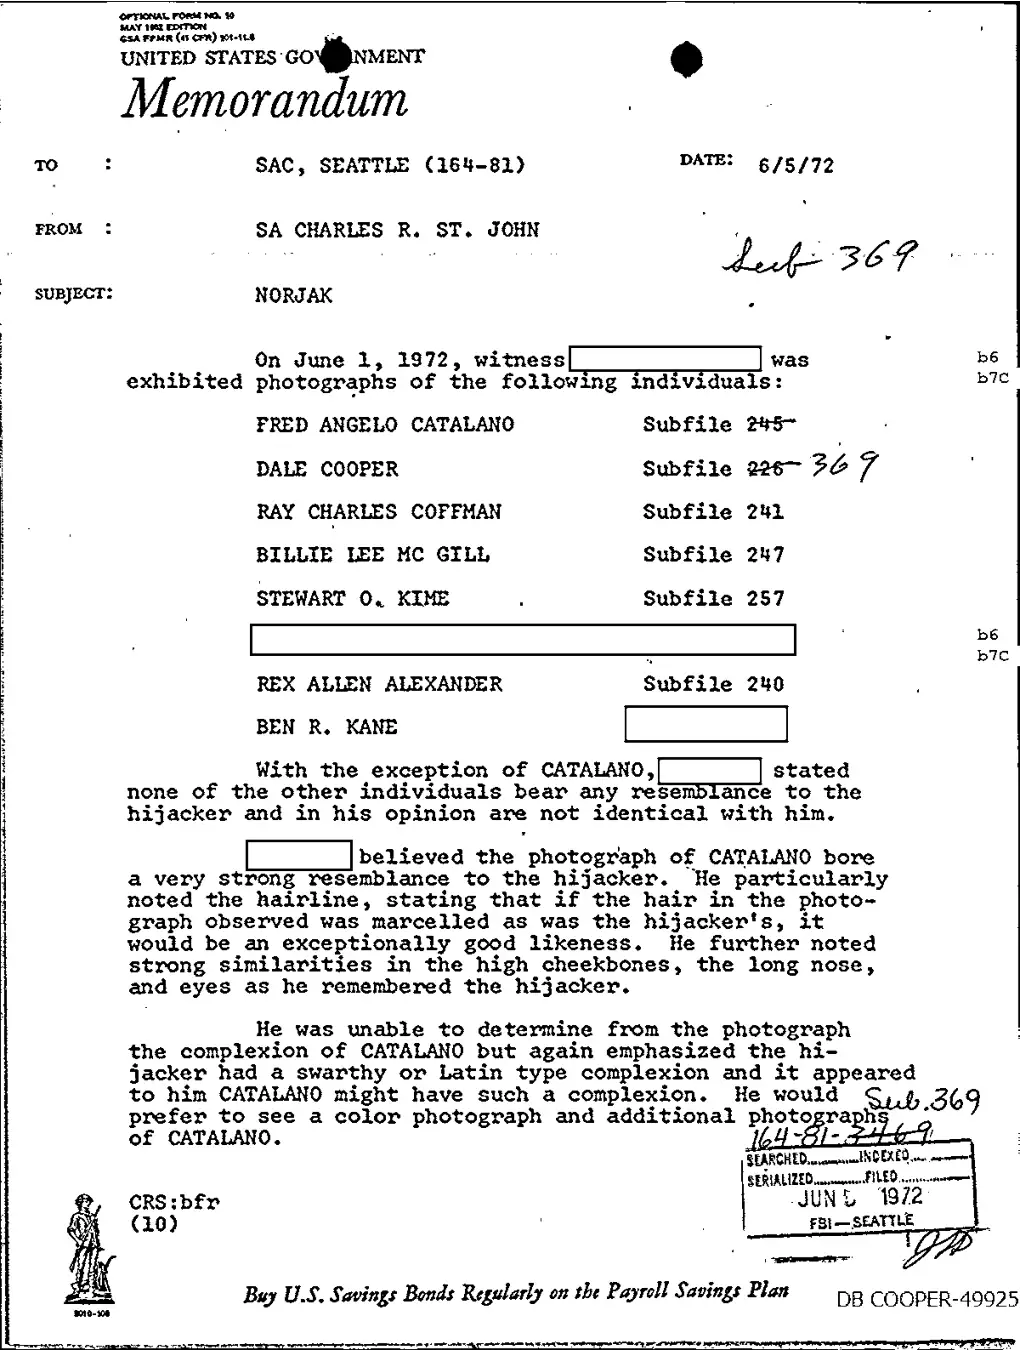 OPTIONAL FORM NO. 10
MAY 1962 EDITION
GSA FPMR (41 CFR) 101-11.6
UNITED STATES GOV NMENT
Memorandum
TO : SAC, SEATTLE (164-81) DATE: 6/5/72
FROM : SA CHARLES R. ST. JOHN
Sub 369
SUBJECT: NORJAK
On June 1, 1972, witness was b6
exhibited photographs of the following individuals: b7C
FRED ANGELO CATALANO Subfile 245
DALE COOPER Subfile 226 369
RAY CHARLES COFFMAN Subfile 241
BILLIE LEE MC GILL Subfile 247
STEWART O. KIME Subfile 257
b6
b7C
REX ALLEN ALEXANDER Subfile 240
BEN R. KANE
With the exception of CATALANO, stated
none of the other individuals bear any resemblance to the
hijacker and in his opinion are not identical with him.
believed the photograph of CATALANO bore
a very strong resemblance to the hijacker. He particularly
noted the hairline, stating that if the hair in the photo-
graph observed was marcelled as was the hijacker's, it
would be an exceptionally good likeness. He further noted
strong similarities in the high cheekbones, the long nose,
and eyes as he remembered the hijacker.
He was unable to determine from the photograph
the complexion of CATALANO but again emphasized the hi-
jacker had a swarthy or Latin type complexion and it appeared
to him CATALANO might have such a complexion. He would
prefer to see a color photograph and additional photographs
of CATALANO.
Sub.369
164-81-3469
SEARCHED INDEXED
SERIALIZED FILED
JUN 5 1972
FBI-SEATTLE
CRS:bfr
(10)
5010-108
Buy U.S. Savings Bonds Regularly on the Payroll Savings Plan
DB COOPER-49925